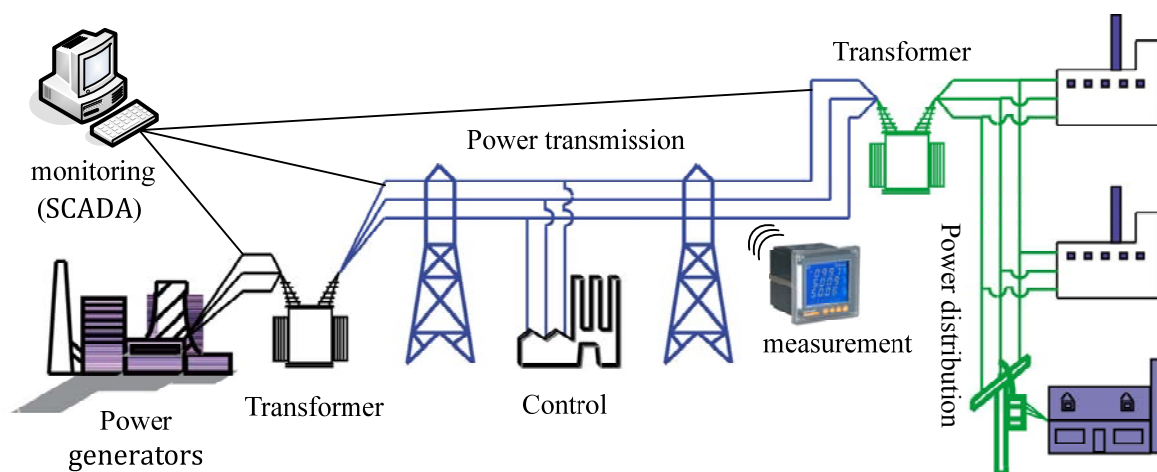 Transformer
Power transmission
monitoring
(SCADA)
Power distribution
measurement
Transformer
Control
Power
generators